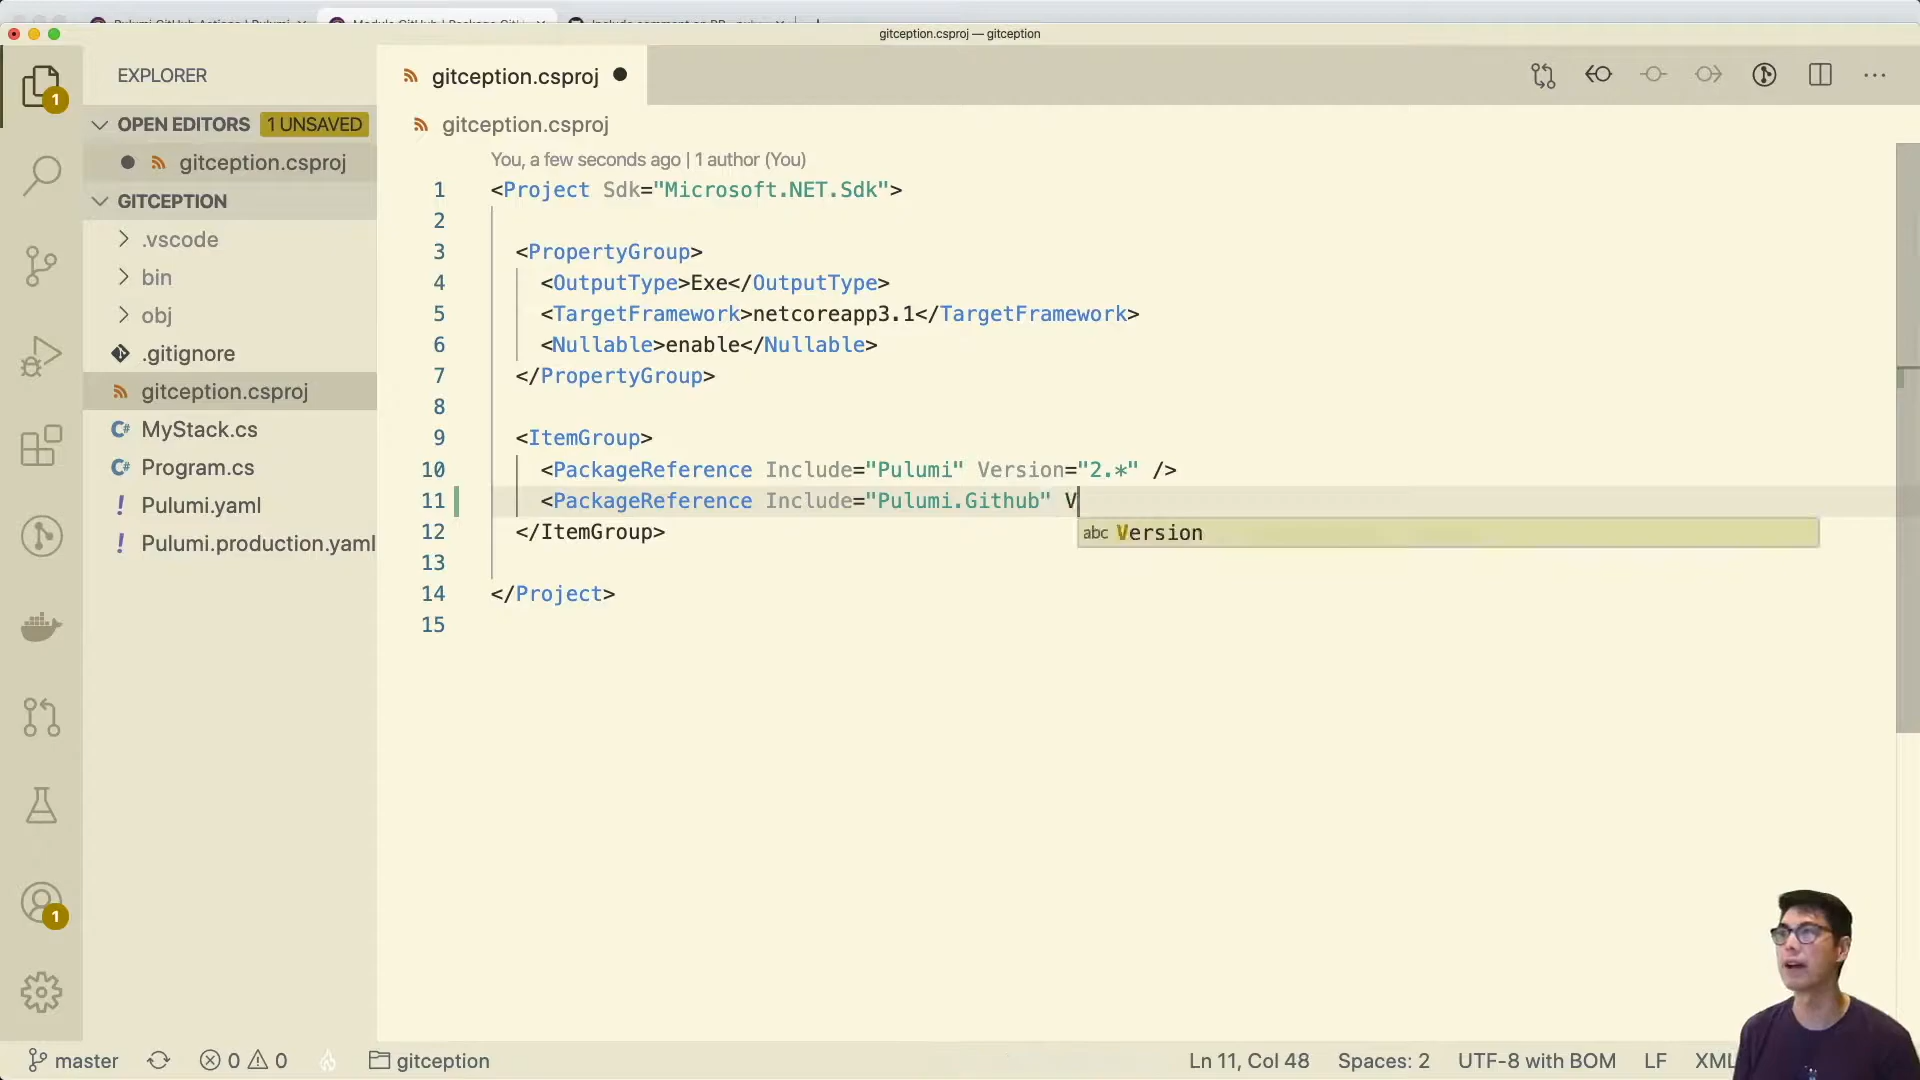 gitception.csproj — gitception
EXPLORER
OPEN EDITORS 1 UNSAVED
gitception.csproj
GITCEPTION
.vscode
bin
obj
.gitignore
gitception.csproj
MyStack.cs
Program.cs
Pulumi.yaml
Pulumi.production.yaml
1
1
gitception.csproj
gitception.csproj
You, a few seconds ago | 1 author (You)
1 <Project Sdk="Microsoft.NET.Sdk">
2
3 <PropertyGroup>
4 <OutputType>Exe</OutputType>
5 <TargetFramework>netcoreapp3.1</TargetFramework>
6 <Nullable>enable</Nullable>
7 </PropertyGroup>
8
9 <ItemGroup>
10 <PackageReference Include="Pulumi" Version="2.*" />
11 <PackageReference Include="Pulumi.Github" V
abc Version
12 </ItemGroup>
13
14 </Project>
15
master 0 0 gitception Ln 11, Col 48 Spaces: 2 UTF-8 with BOM LF XML